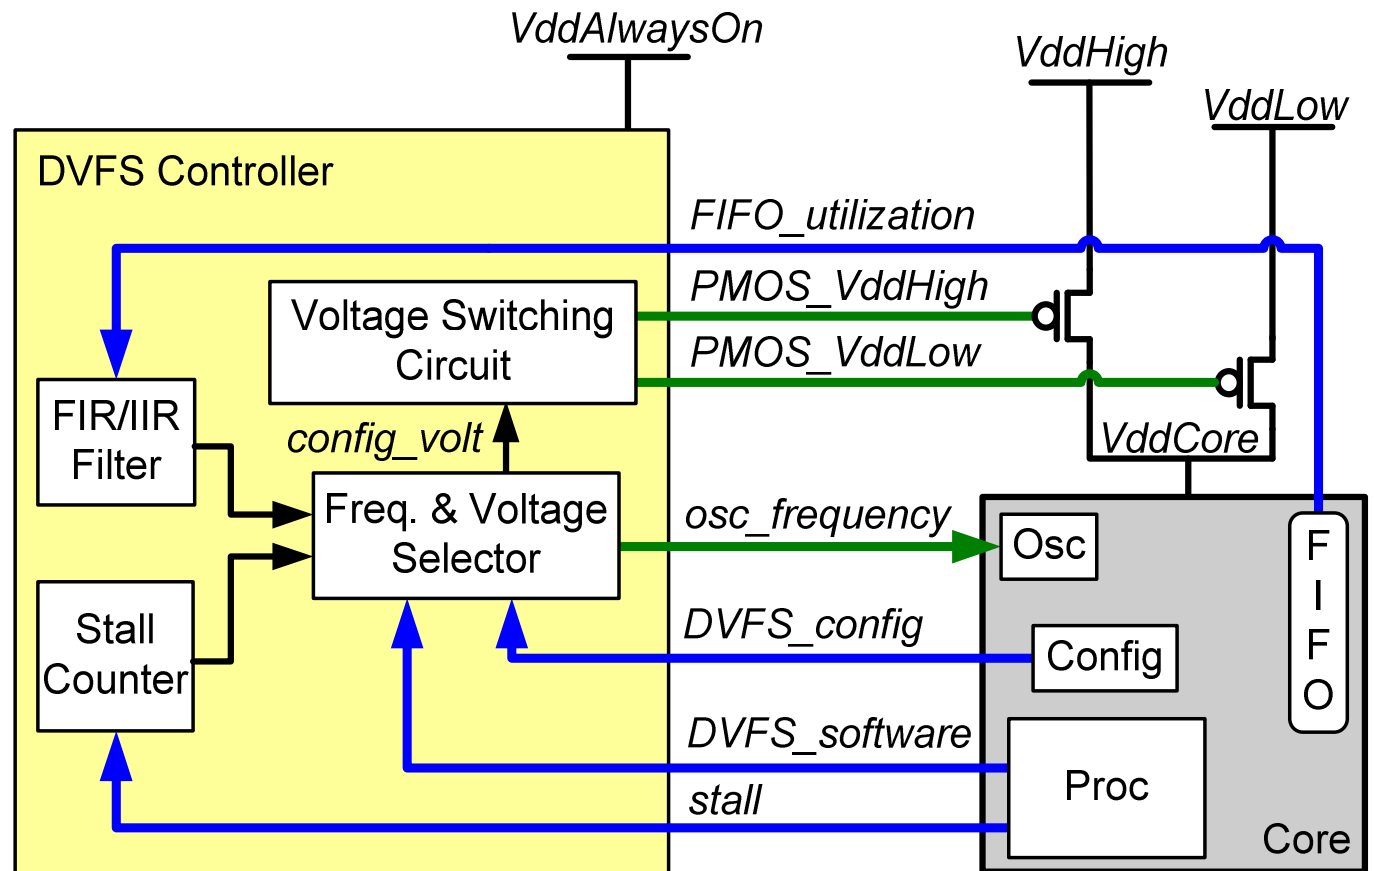 VddAlwaysOn
VddHigh
VddLow
DVFS Controller
FIFO_utilization
Voltage Switching
Circuit
PMOS_VddHigh
PMOS_VddLow
FIR/IIR
Filter
config_volt
VddCore
Freq. & Voltage
Selector
osc_frequency
Osc
F
I
F
O
Stall
Counter
DVFS_config
Config
DVFS_software
Proc
stall
Core